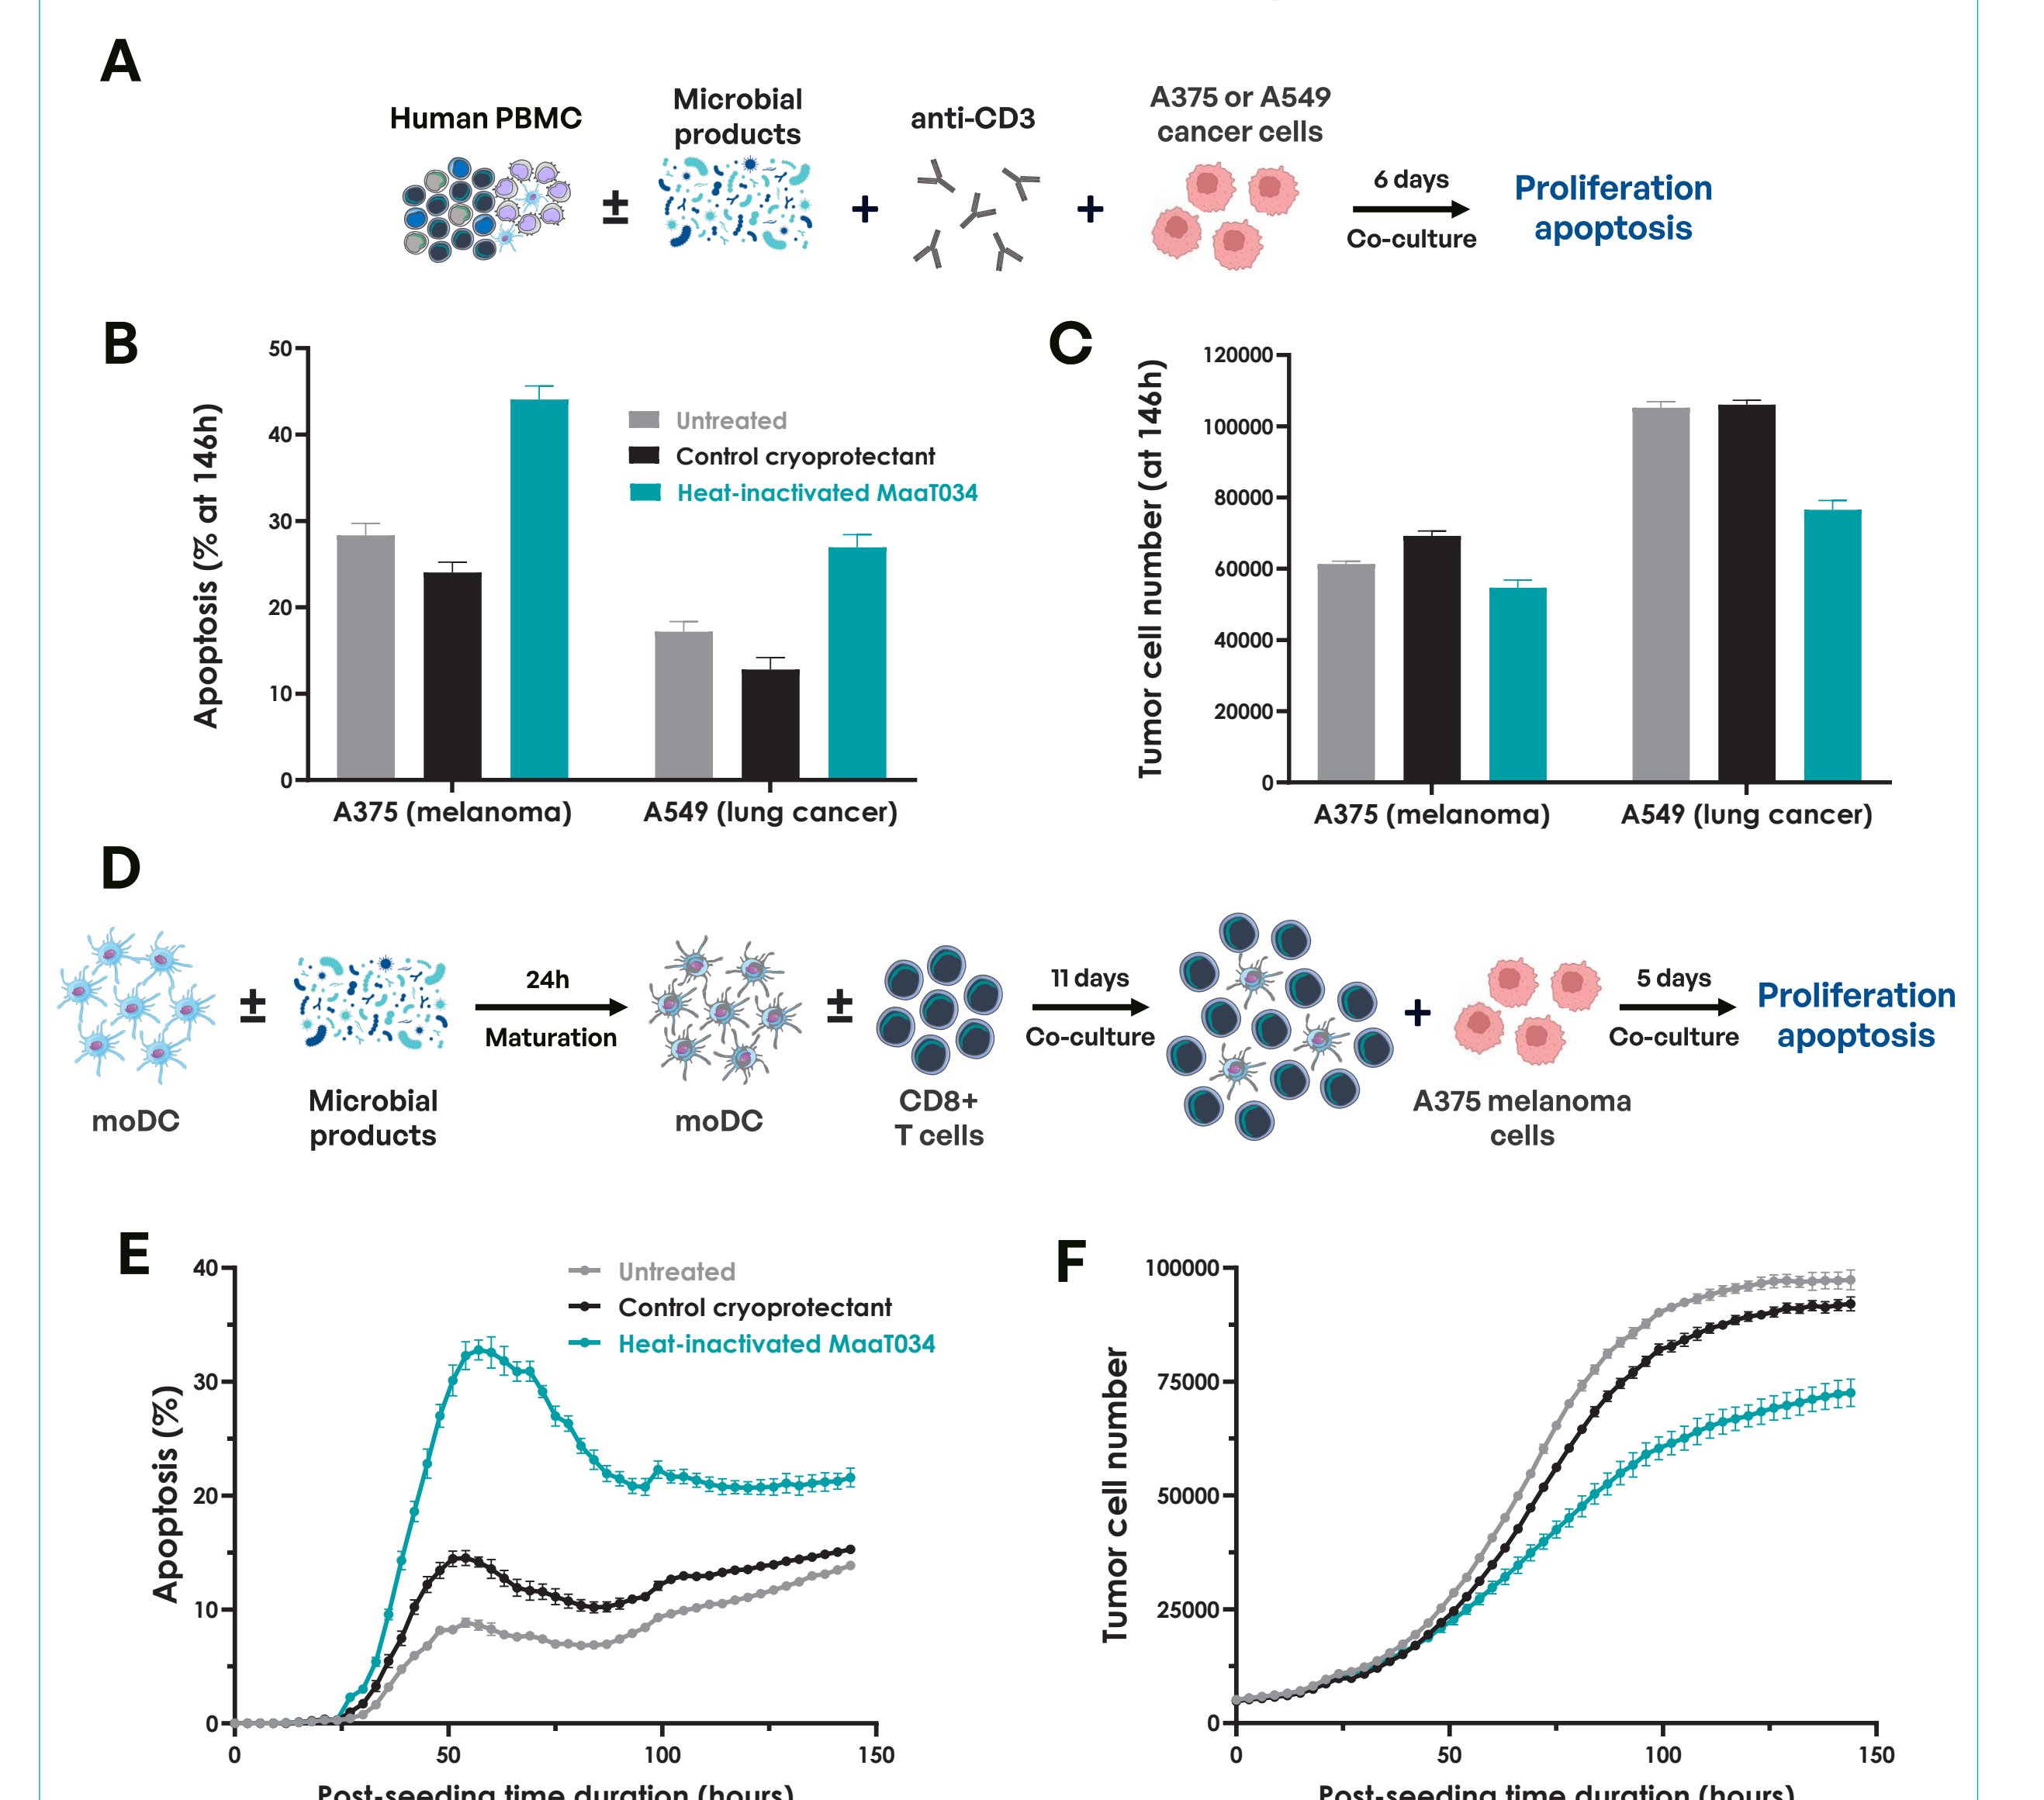 A
Human PBMC
±
Microbial
products
+
anti-CD3
+
A375 or A549
cancer cells
6 days
Co-culture
Proliferation
apoptosis
B
Apoptosis (% at 146h)
50
40
30
20
10
0
Untreated
Control cryoprotectant
Heat-inactivated MaaT034
A375 (melanoma)
A549 (lung cancer)
C
Tumor cell number (at 146h)
120000
100000
80000
60000
40000
20000
0
A375 (melanoma)
A549 (lung cancer)
D
moDC
±
Microbial
products
24h
Maturation
moDC
±
CD8+
T cells
11 days
Co-culture
+
A375 melanoma
cells
5 days
Co-culture
Proliferation
apoptosis
E
Apoptosis (%)
40
30
20
10
0
Untreated
Control cryoprotectant
Heat-inactivated MaaT034
0
50
100
150
Post-seeding time duration (hours)
F
Tumor cell number
100000
75000
50000
25000
0
0
50
100
150
Post-seeding time duration (hours)